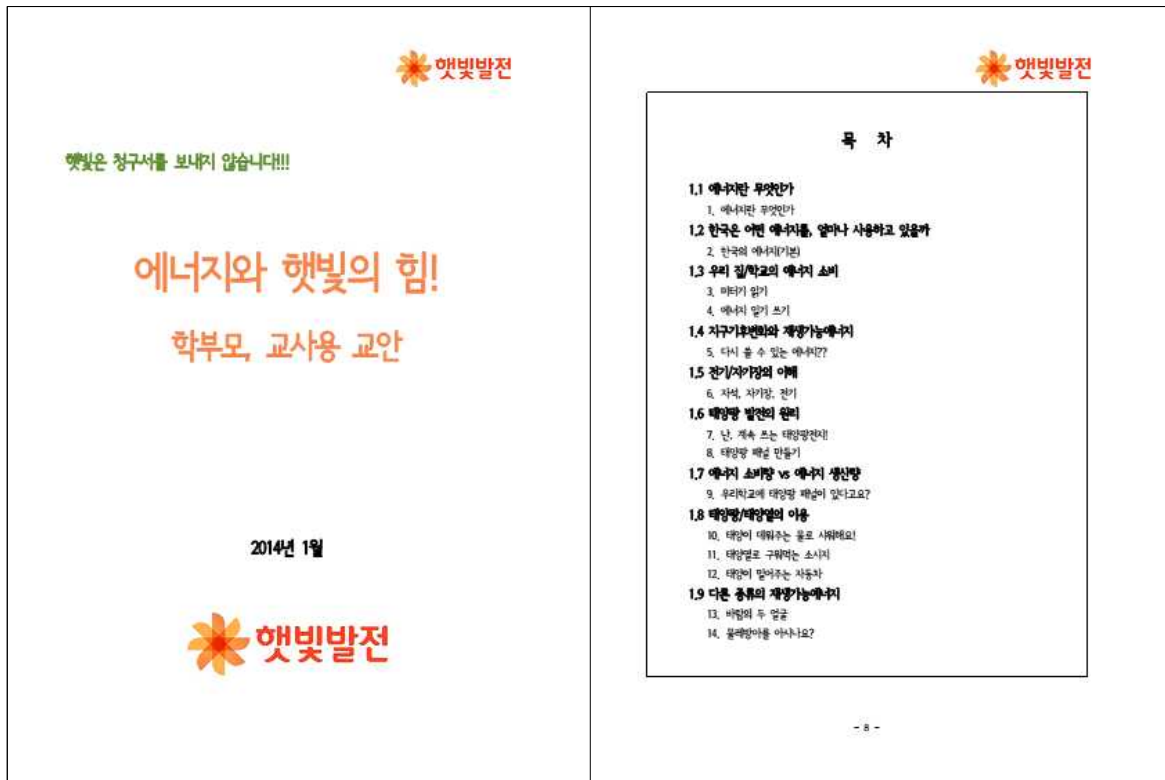 햇빛발전
햇빛은 청구서를 보내지 않습니다!!!
에너지와 햇빛의 힘!
학부모, 교사용 교안
2014년 1월
햇빛발전
햇빛발전
목 차
1.1 에너지란 무엇인가
1. 에너지란 무엇인가
1.2 한국은 어떤 에너지를, 얼마나 사용하고 있을까
2. 한국의 에너지(기본)
1.3 우리 집/학교의 에너지 소비
3. 미터기 읽기
4. 에너지 일기 쓰기
1.4 지구기후변화와 재생가능에너지
5. 다시 쓸 수 있는 에너지??
1.5 전기/자기장의 이해
6. 자석, 자기장, 전기
1.6 태양광 발전의 원리
7. 난, 계속 쓰는 태양광전지!
8. 태양광 패널 만들기
1.7 에너지 소비량 vs 에너지 생산량
9. 우리학교에 태양광 패널이 있다고요?
1.8 태양광/태양열의 이용
10. 태양이 데워주는 물로 샤워해요!
11. 태양열로 구워먹는 소시지
12. 태양이 밀어주는 자동차
1.9 다른 종류의 재생가능에너지
13. 바람의 두 얼굴
14. 물레방아를 아시나요?
- 8 -